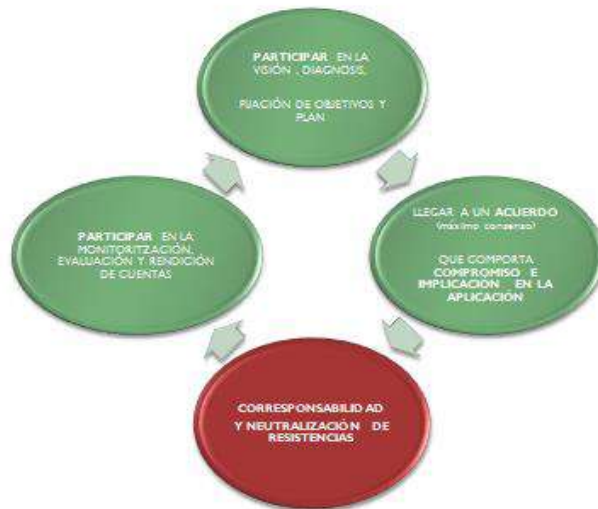 PARTICIPAR EN LA
VISIÓN , DIAGNOSIS,
FIJACIÓN DE OBJETIVOS Y
PLAN
LLEGAR A UN ACUERDO
(máximo consenso)
QUE COMPORTA
COMPROMISO E
IMPLICACION EN LA
APLICACIÓN
PARTICIPAR EN LA
MONITORITZACIÓN,
EVALUACIÓN Y RENDICIÓN
DE CUENTAS
CORRESPONSABILIDAD
Y NEUTRALIZACIÓN DE
RESISTENCIAS